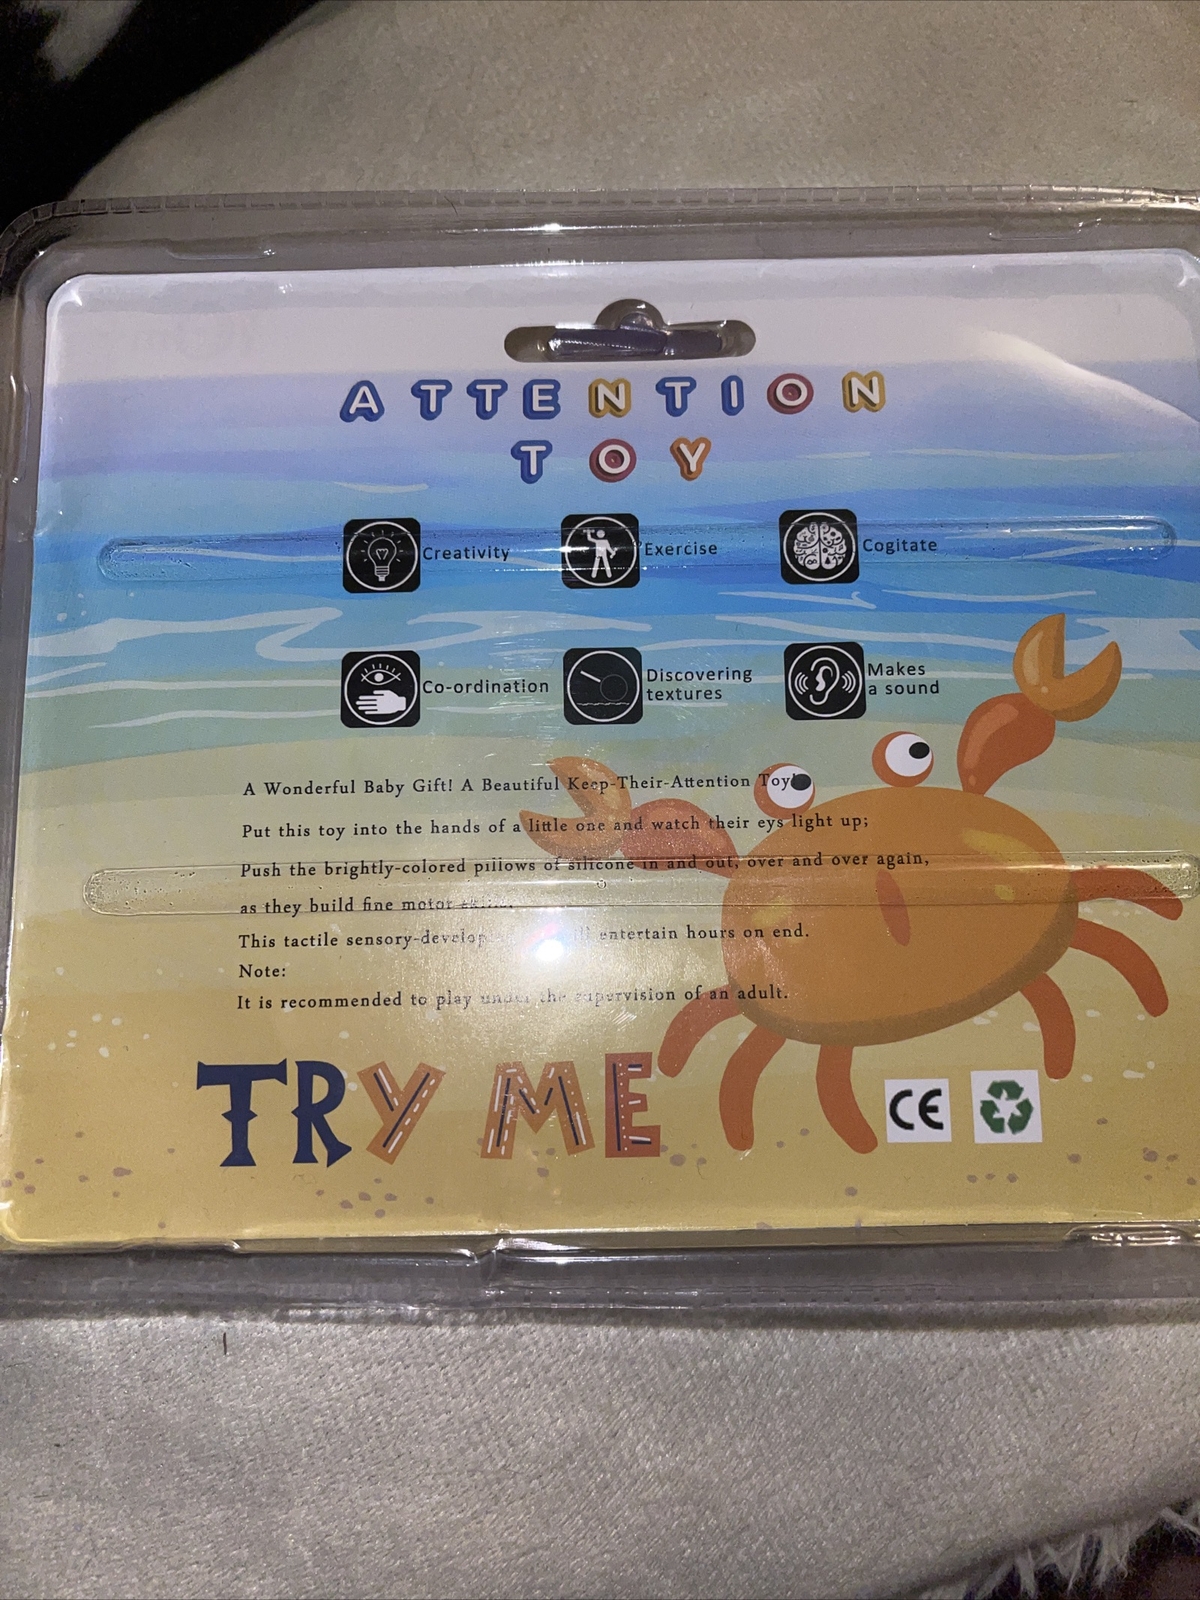 ATTENTION
TOY
Creativity
Exercise
Cogitate
Co-ordination
Discovering
textures
Makes
a sound
A Wonderful Baby Gift! A Beautiful Keep-Their-Attention Toy!
Put this toy into the hands of a little one and watch their eys light up;
Push the brightly-colored pillows of silicone in and out, over and over again,
as they build fine motor
This tactile entertain hours on end.
Note:
It is recommended to play under the supervision of an adult.
TRY ME
CE